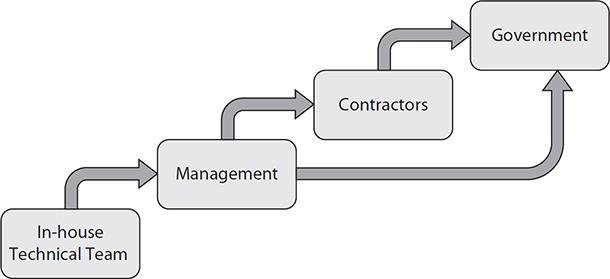 Government
Contractors
Management
In-house
Technical Team